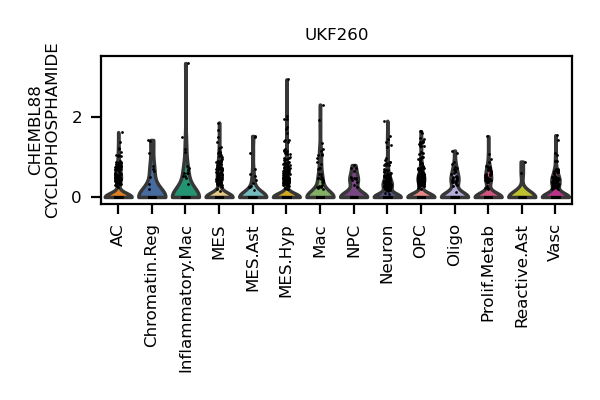 UKF260
CHEMBL88
CYCLOPHOSPHAMIDE
2
0
AC
Chromatin.Reg
Inflammatory.Mac
MES
MES.Ast
MES.Hyp
Mac
NPC
Neuron
OPC
Oligo
Prolif.Metab
Reactive.Ast
Vasc